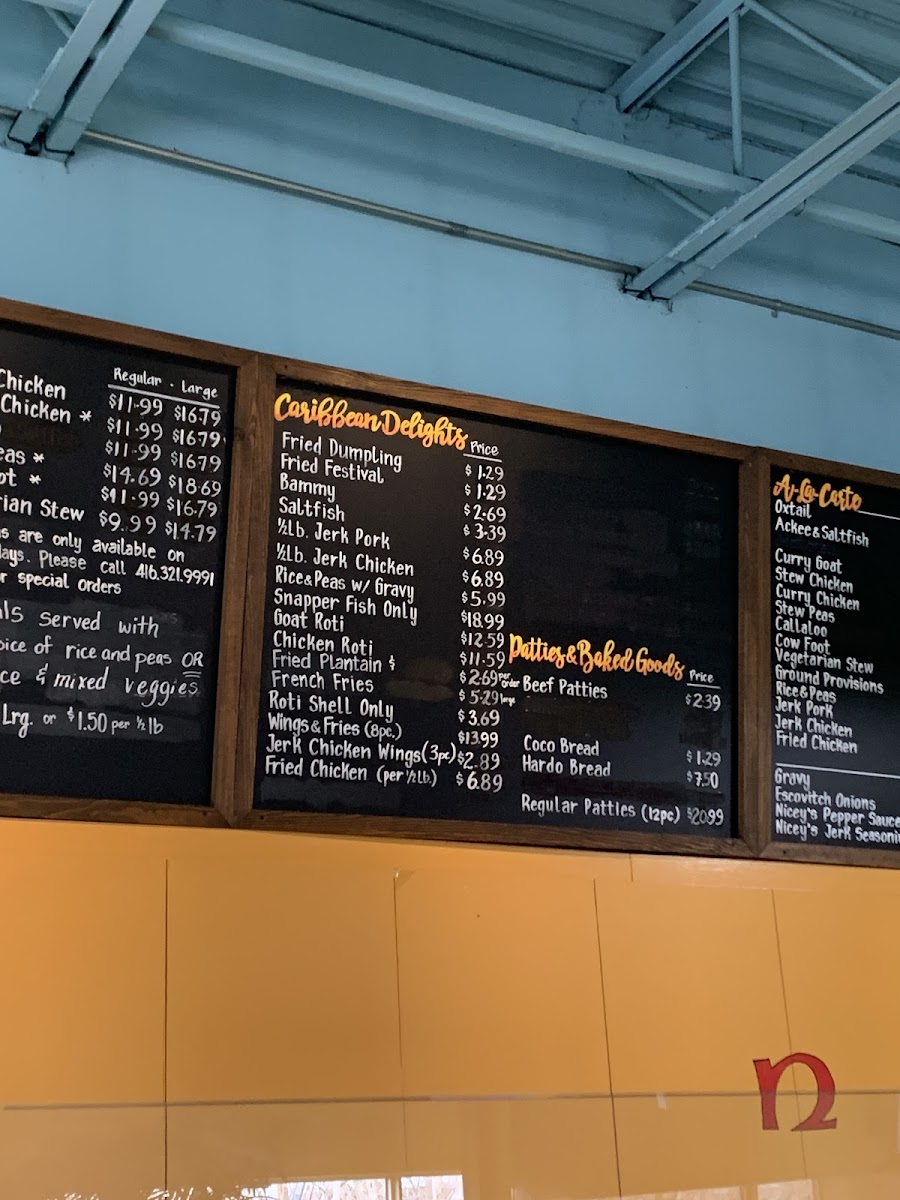 Regular . Large
Chicken $11.99 $16.79
Chicken * $11.99 $16.79
$11.99 $16.79
eas * $14.69 $18.69
ot * $11.99 $16.79
rian Stew $9.99 $14.79
s are only available on
days. Please call 416.321.9991
r special orders
ls served with
oice of rice and peas OR
ce & mixed veggies
Lrg. or $1.50 per ½ lb
Caribbean Delights Price
Fried Dumpling $1.29
Fried Festival $1.29
Bammy $2.69
Saltfish $3.39
½Lb. Jerk Pork $6.89
½Lb. Jerk Chicken $6.89
Rice & Peas w/ Gravy $5.99
Snapper Fish Only $18.99
Goat Roti $12.59
Chicken Roti $11.59
Fried Plantain $2.69 per order
French Fries $5.29 large
Roti Shell Only $3.69
Wings & Fries (8pc.) $13.99
Jerk Chicken Wings (3pc) $2.89
Fried Chicken (per ½ Lb.) $6.89
Patties & Baked Goods Price
Beef Patties $2.39
Coco Bread $1.29
Hardo Bread $7.50
Regular Patties (12pc) $20.99
A-La-Carte
Oxtail
Ackee & Saltfish
Curry Goat
Stew Chicken
Curry Chicken
Stew Peas
Callaloo
Cow Foot
Vegetarian Stew
Ground Provisions
Rice & Peas
Jerk Pork
Jerk Chicken
Fried Chicken
Gravy
Escovitch Onions
Nicey's Pepper Sauce
Nicey's Jerk Seasoni
n